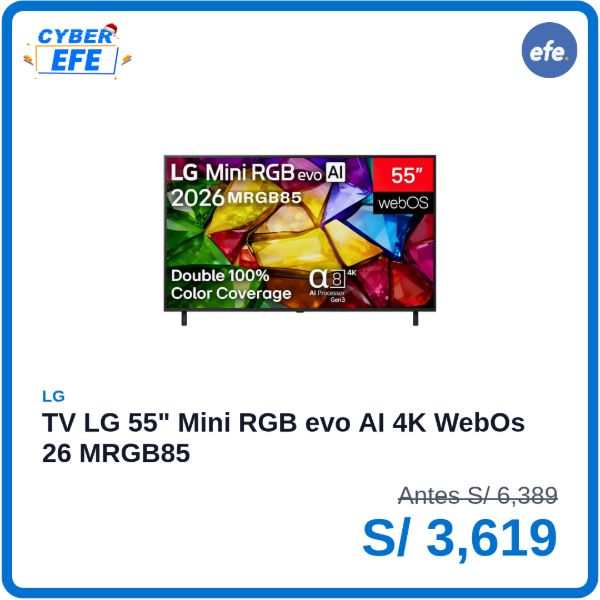 CYBER
EFE
efe.
LG Mini RGB evo AI
2026 MRGB85
55”
webOS
Double 100%
Color Coverage
α8 4K
AI Processor
Gen3
LG
TV LG 55" Mini RGB evo AI 4K WebOs
26 MRGB85
Antes S/ 6,389
S/ 3,619